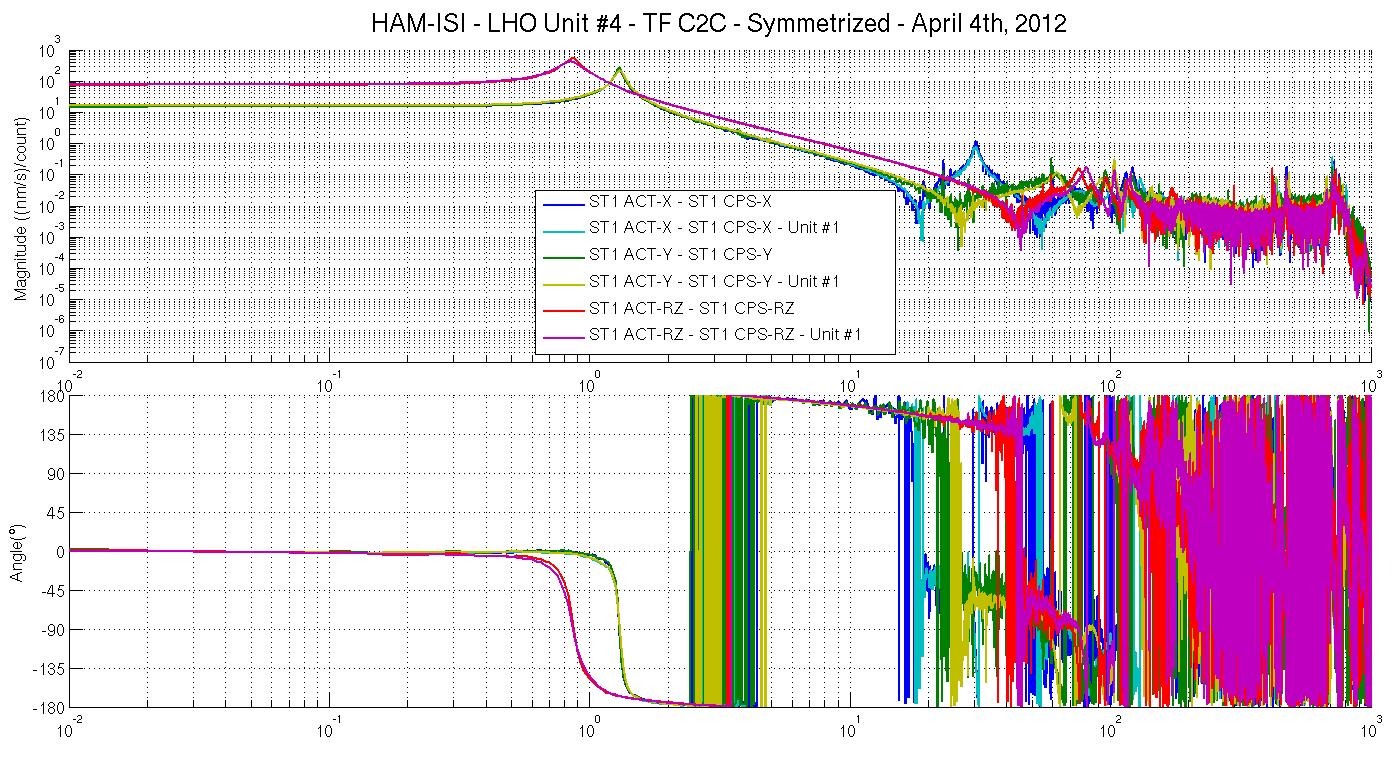 HAM-ISI - LHO Unit #4 - TF C2C - Symmetrized - April 4th, 2012
Magnitude ((nm/s)/count)
10^3
10^2
10^1
10^0
10^-1
10^-2
10^-3
10^-4
10^-5
10^-6
10^-7
ST1 ACT-X - ST1 CPS-X
ST1 ACT-X - ST1 CPS-X - Unit #1
ST1 ACT-Y - ST1 CPS-Y
ST1 ACT-Y - ST1 CPS-Y - Unit #1
ST1 ACT-RZ - ST1 CPS-RZ
ST1 ACT-RZ - ST1 CPS-RZ - Unit #1
10^-2 10^-1 10^0 10^1 10^2 10^3
Angle(°)
180
135
90
45
0
-45
-90
-135
-180
10^-2 10^-1 10^0 10^1 10^2 10^3